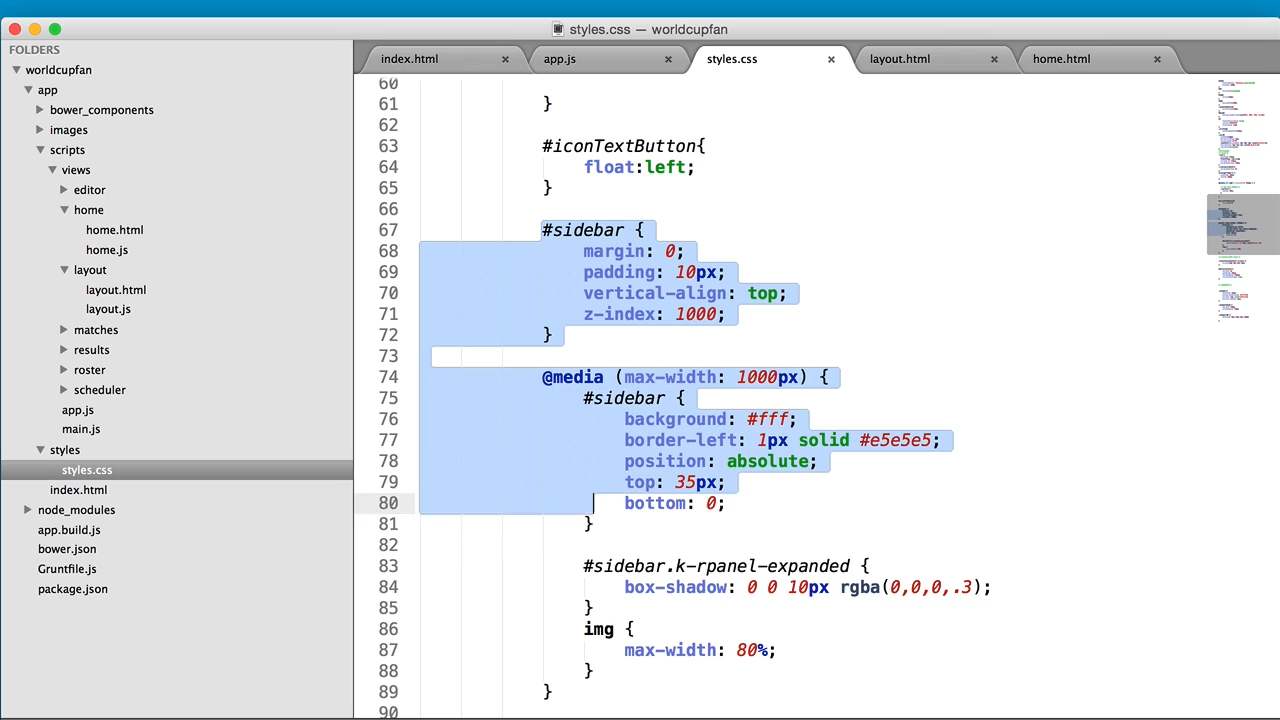 styles.css — worldcupfan
FOLDERS
worldcupfan
app
bower_components
images
scripts
views
editor
home
home.html
home.js
layout
layout.html
layout.js
matches
results
roster
scheduler
app.js
main.js
styles
styles.css
index.html
node_modules
app.build.js
bower.json
Gruntfile.js
package.json
index.html × app.js × styles.css × layout.html × home.html ×
60
61 }
62
63 #iconTextButton{
64 float:left;
65 }
66
67 #sidebar {
68 margin: 0;
69 padding: 10px;
70 vertical-align: top;
71 z-index: 1000;
72 }
73
74 @media (max-width: 1000px) {
75 #sidebar {
76 background: #fff;
77 border-left: 1px solid #e5e5e5;
78 position: absolute;
79 top: 35px;
80 bottom: 0;
81 }
82
83 #sidebar.k-rpanel-expanded {
84 box-shadow: 0 0 10px rgba(0,0,0,.3);
85 }
86 img {
87 max-width: 80%;
88 }
89 }
90